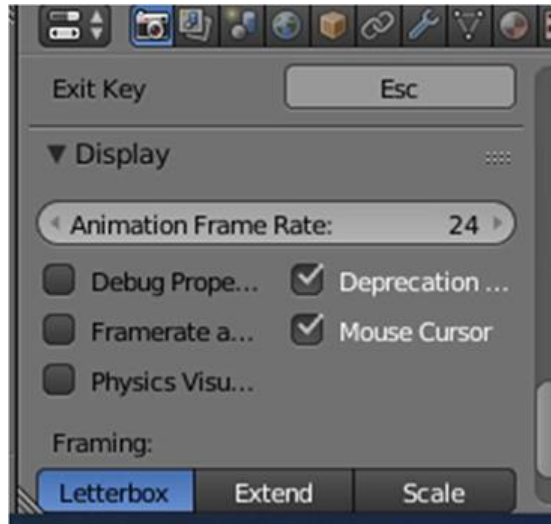 Exit Key Esc
Display
Animation Frame Rate: 24
Debug Prope... Deprecation ...
Framerate a... Mouse Cursor
Physics Visu...
Framing:
Letterbox Extend Scale